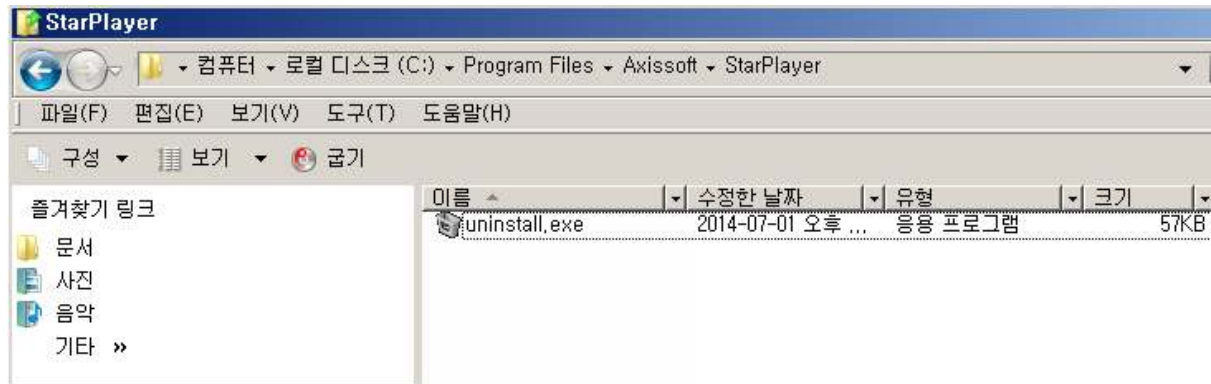 StarPlayer
컴퓨터 로컬 디스크 (C:) Program Files Axissoft StarPlayer
파일(F) 편집(E) 보기(V) 도구(T) 도움말(H)
구성 보기 굽기
즐겨찾기 링크
문서
사진
음악
기타 »
이름 수정한 날짜 유형 크기
uninstall.exe 2014-07-01 오후 ... 응용 프로그램 57KB